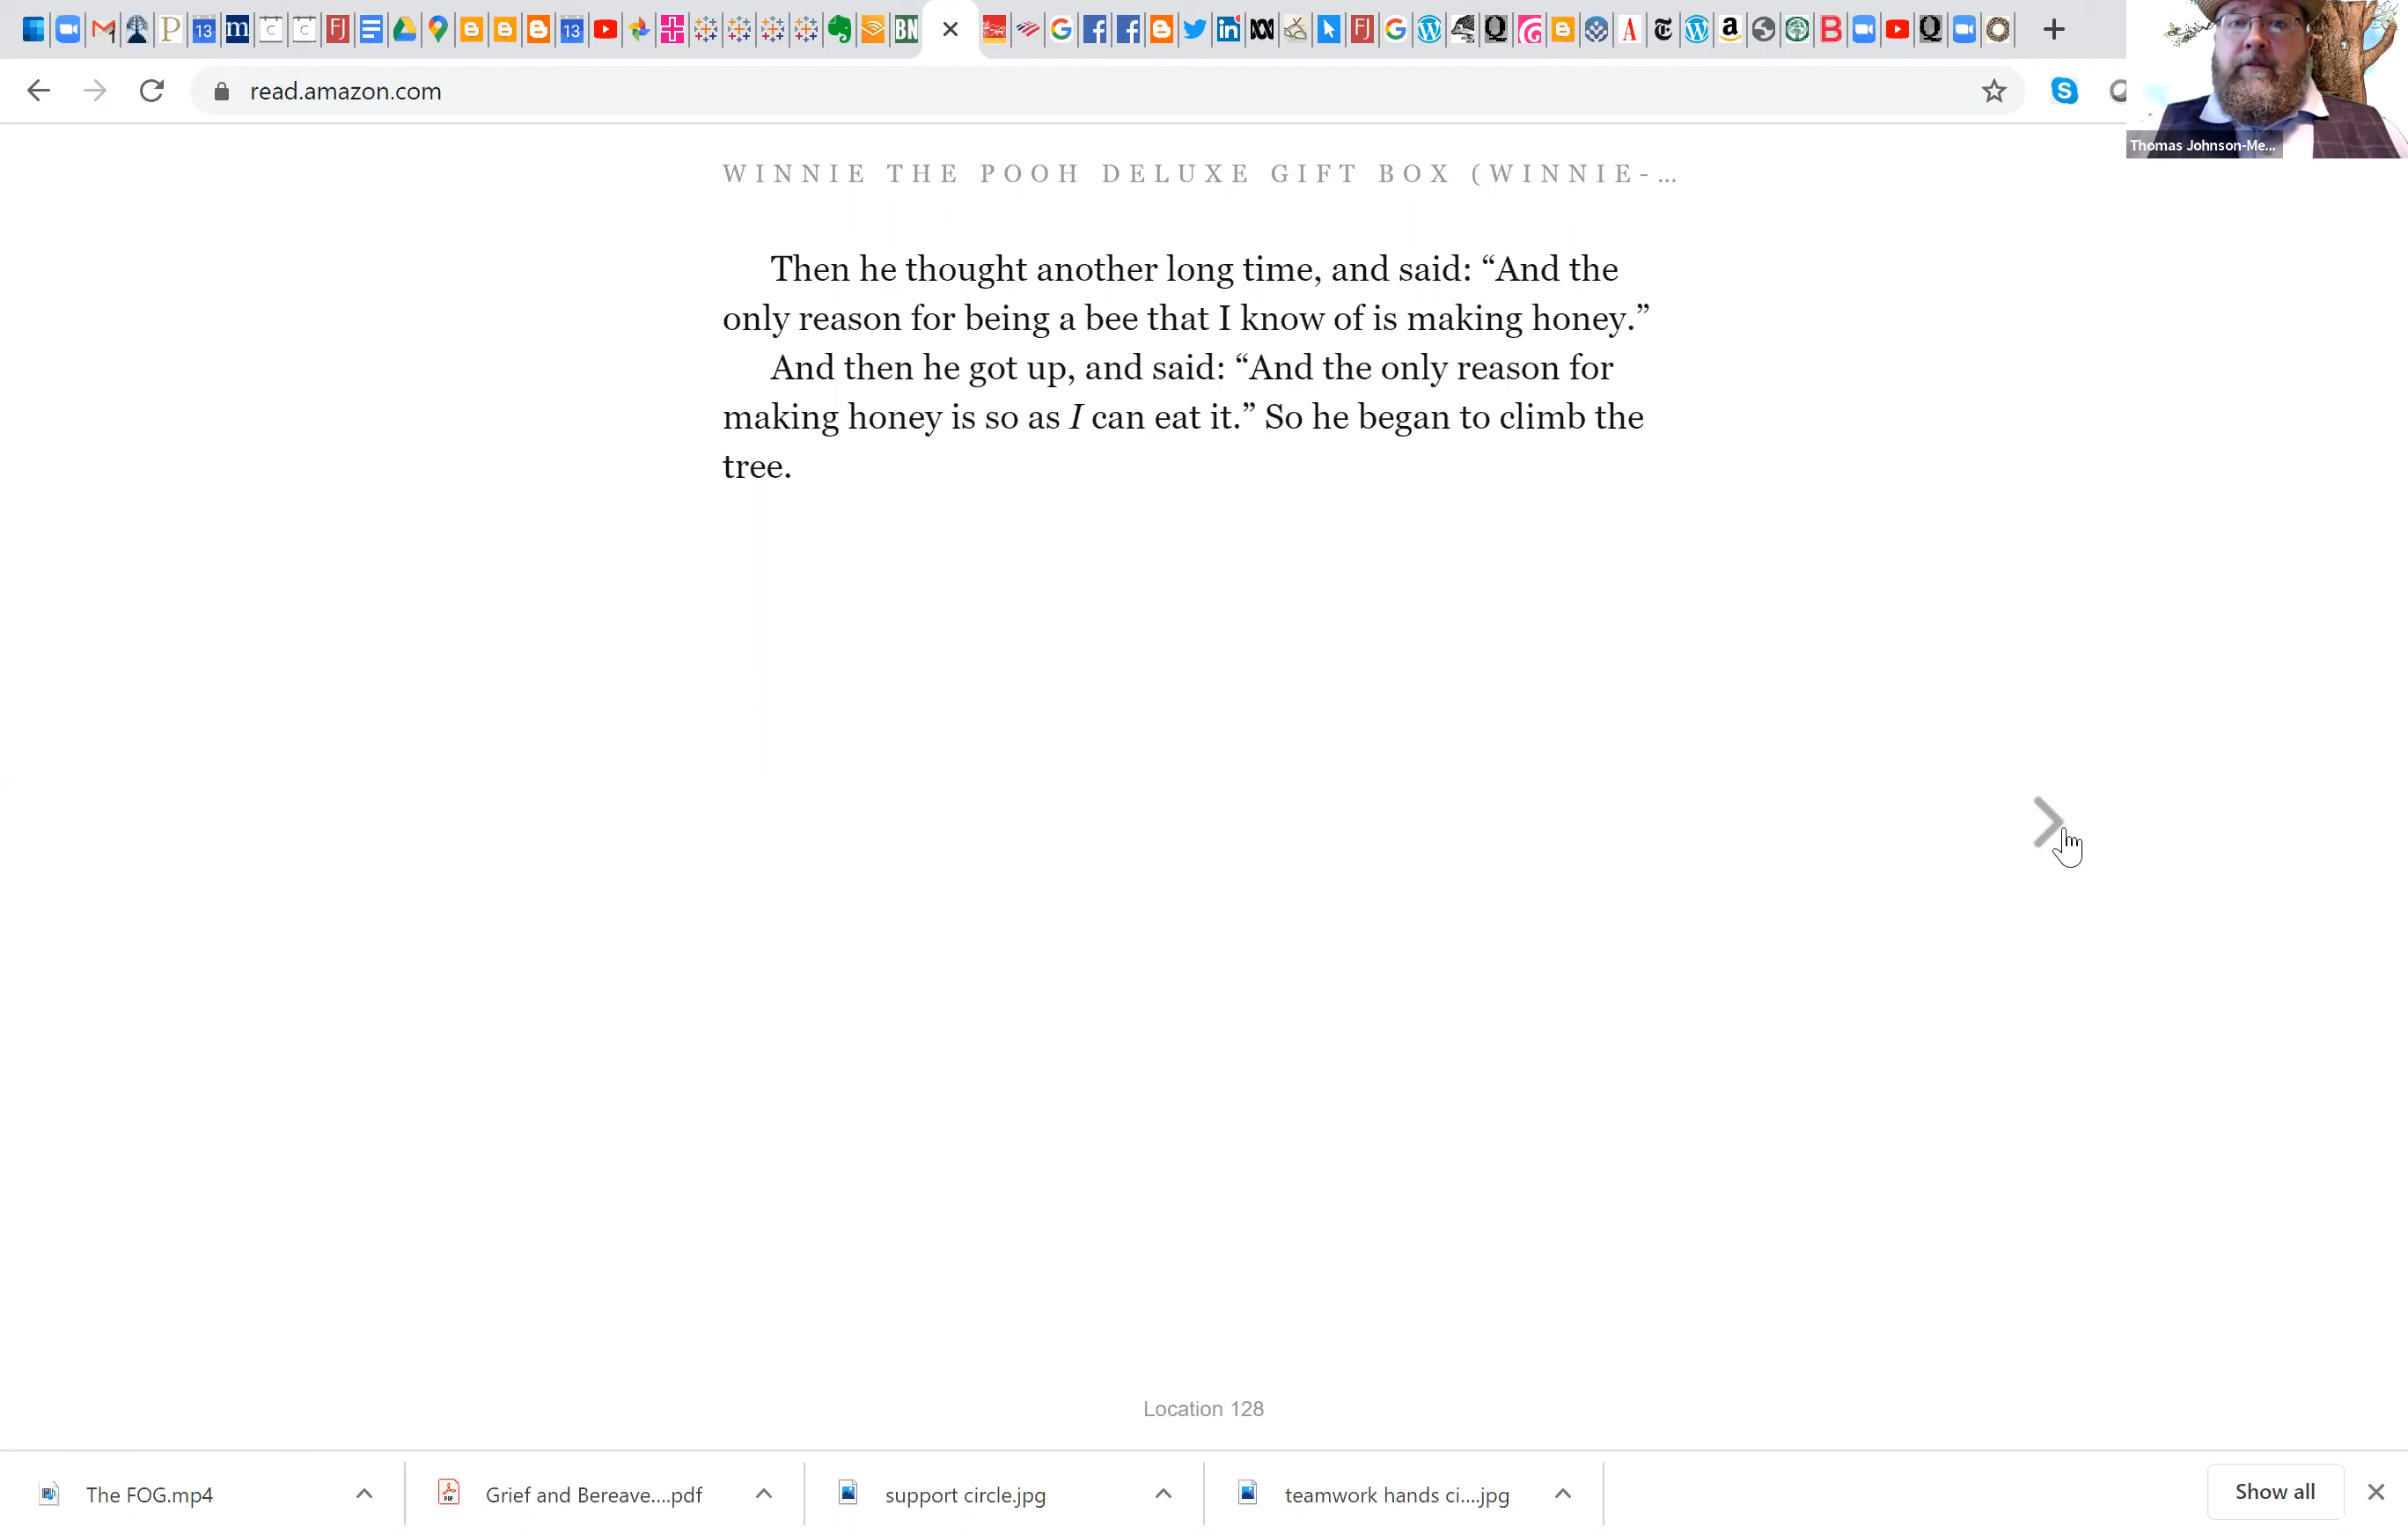 13
13
BN
read.amazon.com
Thomas Johnson-Me...
WINNIE THE POOH DELUXE GIFT BOX (WINNIE-...
Then he thought another long time, and said: “And the
only reason for being a bee that I know of is making honey.”
And then he got up, and said: “And the only reason for
making honey is so as I can eat it.” So he began to climb the
tree.
Location 128
The FOG.mp4
Grief and Bereave....pdf
support circle.jpg
teamwork hands ci....jpg
Show all